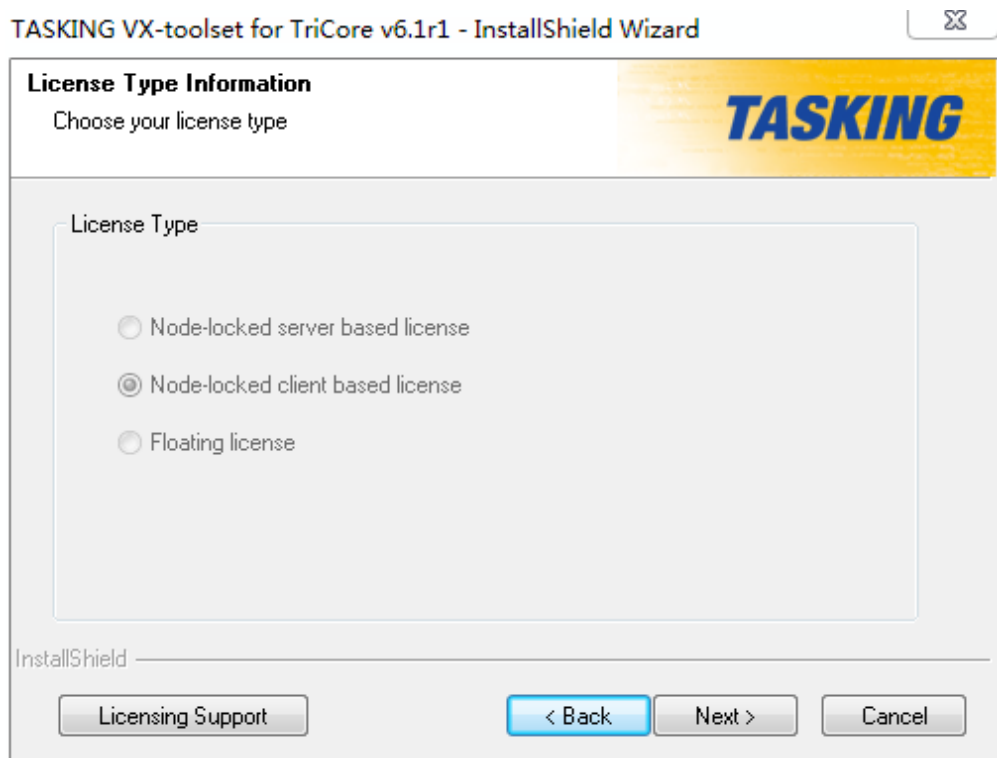 TASKING VX-toolset for TriCore v6.1r1 - InstallShield Wizard
License Type Information
Choose your license type
TASKING
License Type
Node-locked server based license
Node-locked client based license
Floating license
InstallShield
Licensing Support
< Back
Next >
Cancel